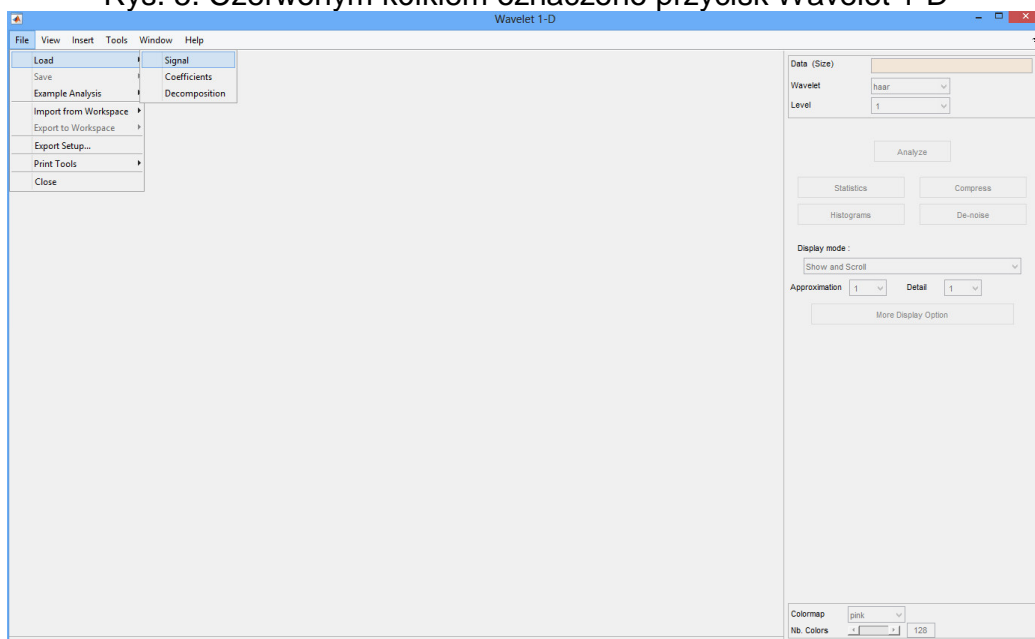 Rys. 3. Czerwonym kółkiem oznaczono przycisk Wavelet 1-D
Wavelet 1-D
File View Insert Tools Window Help
Load
Save
Example Analysis
Import from Workspace
Export to Workspace
Export Setup...
Print Tools
Close
Signal
Coefficients
Decomposition
Data (Size)
Wavelet haar
Level 1
Analyze
Statistics Compress
Histograms De-noise
Display mode :
Show and Scroll
Approximation 1 Detail 1
More Display Option
Colormap pink
Nb. Colors 128